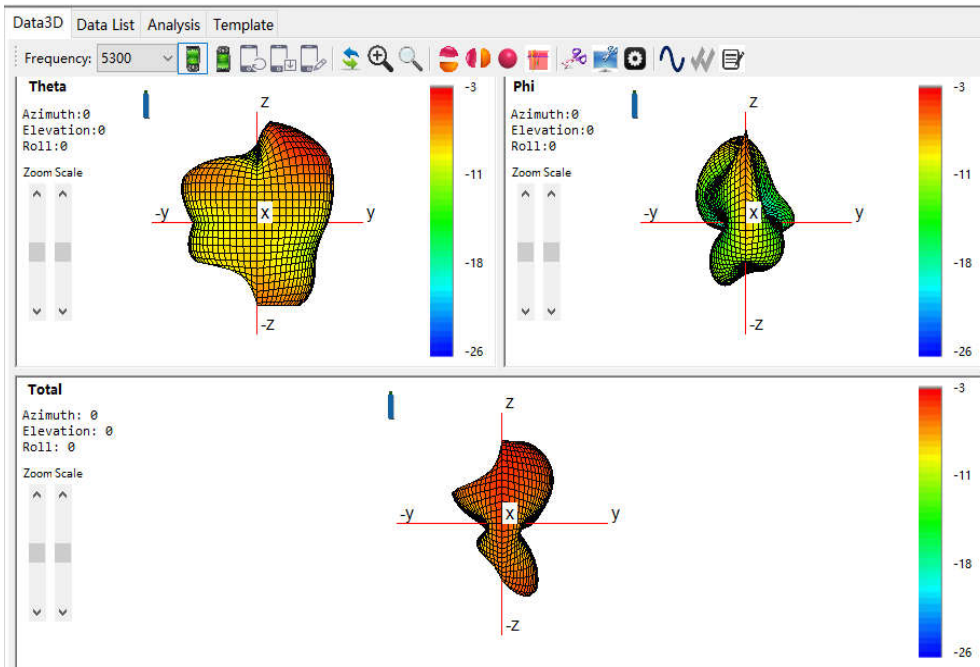 Data3D Data List Analysis Template
Frequency: 5300
Theta
Azimuth:0
Elevation:0
Roll:0
Zoom Scale
z
-y
x
y
-z
-3
-11
-18
-26
Phi
Azimuth:0
Elevation:0
Roll:0
Zoom Scale
z
-y
x
y
-z
-3
-11
-18
-26
Total
Azimuth: 0
Elevation: 0
Roll: 0
Zoom Scale
z
-y
x
y
-z
-3
-11
-18
-26